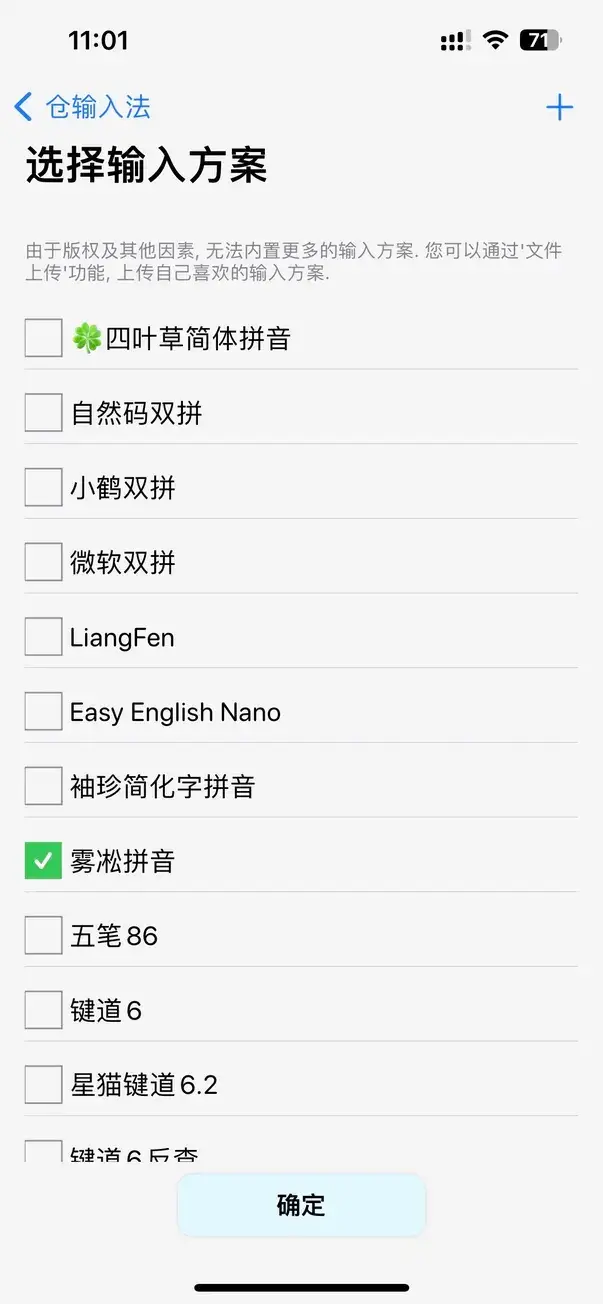 11:01
71
仓输入法
选择输入方案
由于版权及其他因素, 无法内置更多的输入方案. 您可以通过'文件
上传'功能, 上传自己喜欢的输入方案.
🍀四叶草简体拼音
自然码双拼
小鹤双拼
微软双拼
LiangFen
Easy English Nano
袖珍简化字拼音
雾凇拼音
五笔 86
键道 6
星猫键道 6.2
键道 6 反查
确定